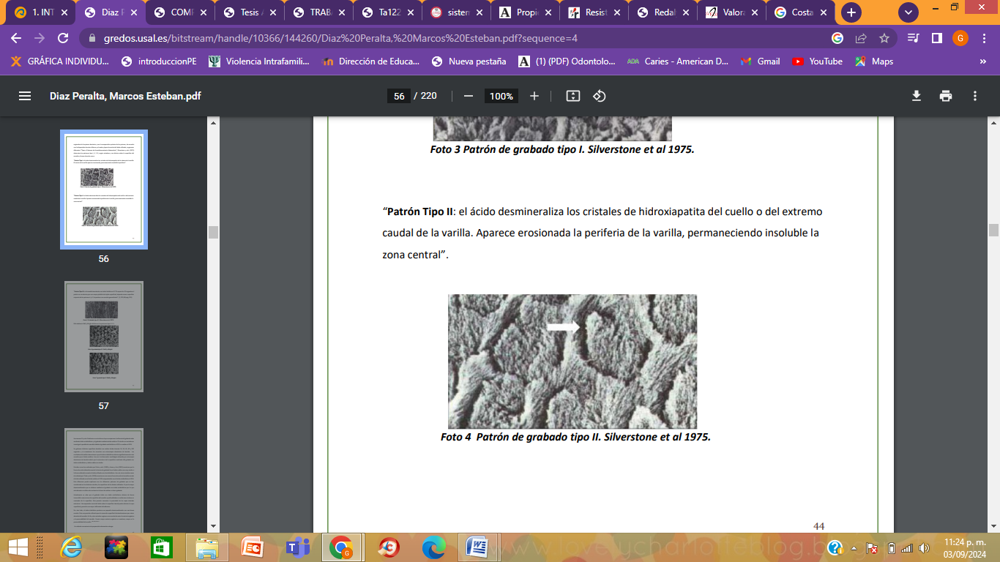 1. INT
Diaz P
COMP
Tesis A
TRABA
Ta122
sistem
Propie
Resist
Redal
Valora
Costa
gredos.usal.es/bitstream/handle/10366/144260/Diaz%20Peralta,%20Marcos%20Esteban.pdf?sequence=4
GRÁFICA INDIVIDU...
introduccionPE
Violencia Intrafamili...
Dirección de Educa...
Nueva pestaña
(1) (PDF) Odontolo...
Caries - American D...
Gmail
YouTube
Maps
Diaz Peralta, Marcos Esteban.pdf
56 / 220
100%
56
57
Foto 3 Patrón de grabado tipo I. Silverstone et al 1975.
“Patrón Tipo II: el ácido desmineraliza los cristales de hidroxiapatita del cuello o del extremo
caudal de la varilla. Aparece erosionada la periferia de la varilla, permaneciendo insoluble la
zona central”.
Foto 4 Patrón de grabado tipo II. Silverstone et al 1975.
44
11:24 p. m.
03/09/2024